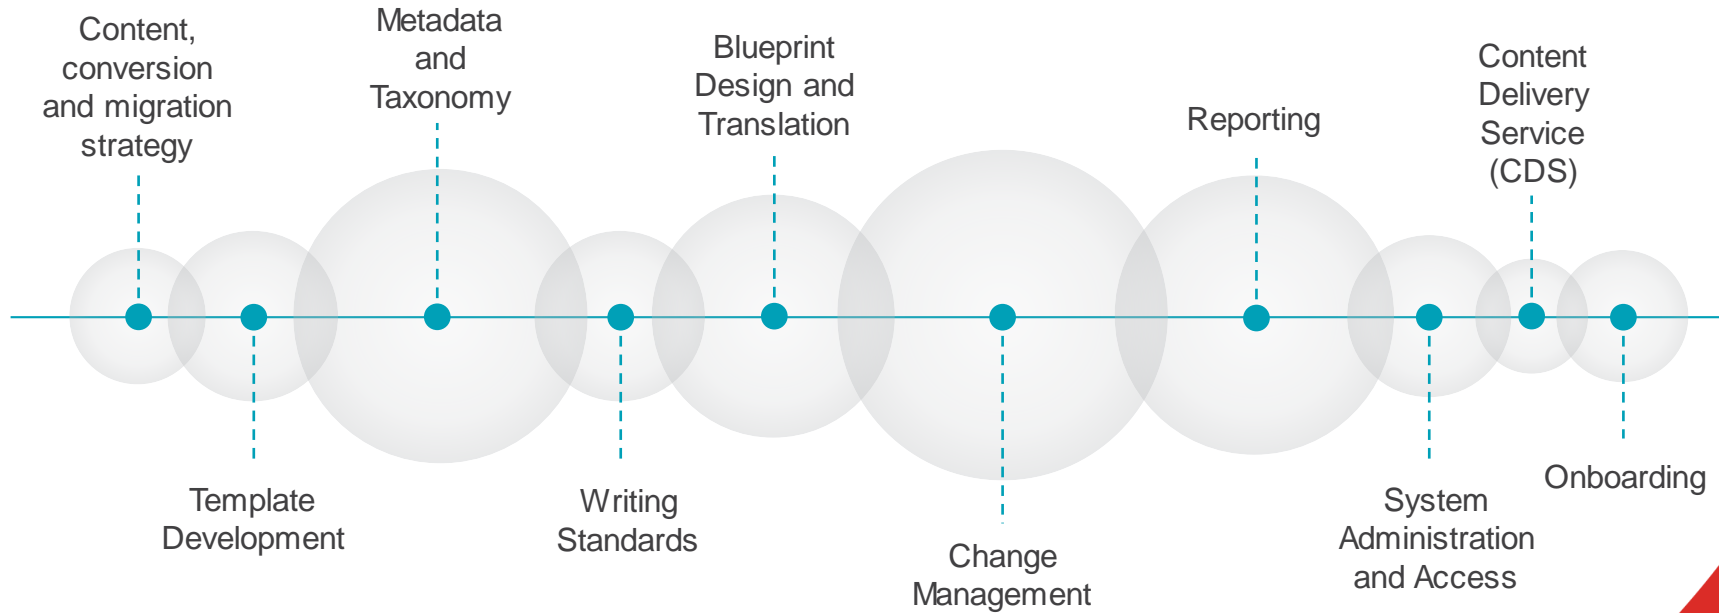 Content,
conversion
and migration
strategy
Template
Development
Metadata
and
Taxonomy
Writing
Standards
Blueprint
Design and
Translation
Change
Management
Reporting
System
Administration
and Access
Content
Delivery
Service
(CDS)
Onboarding